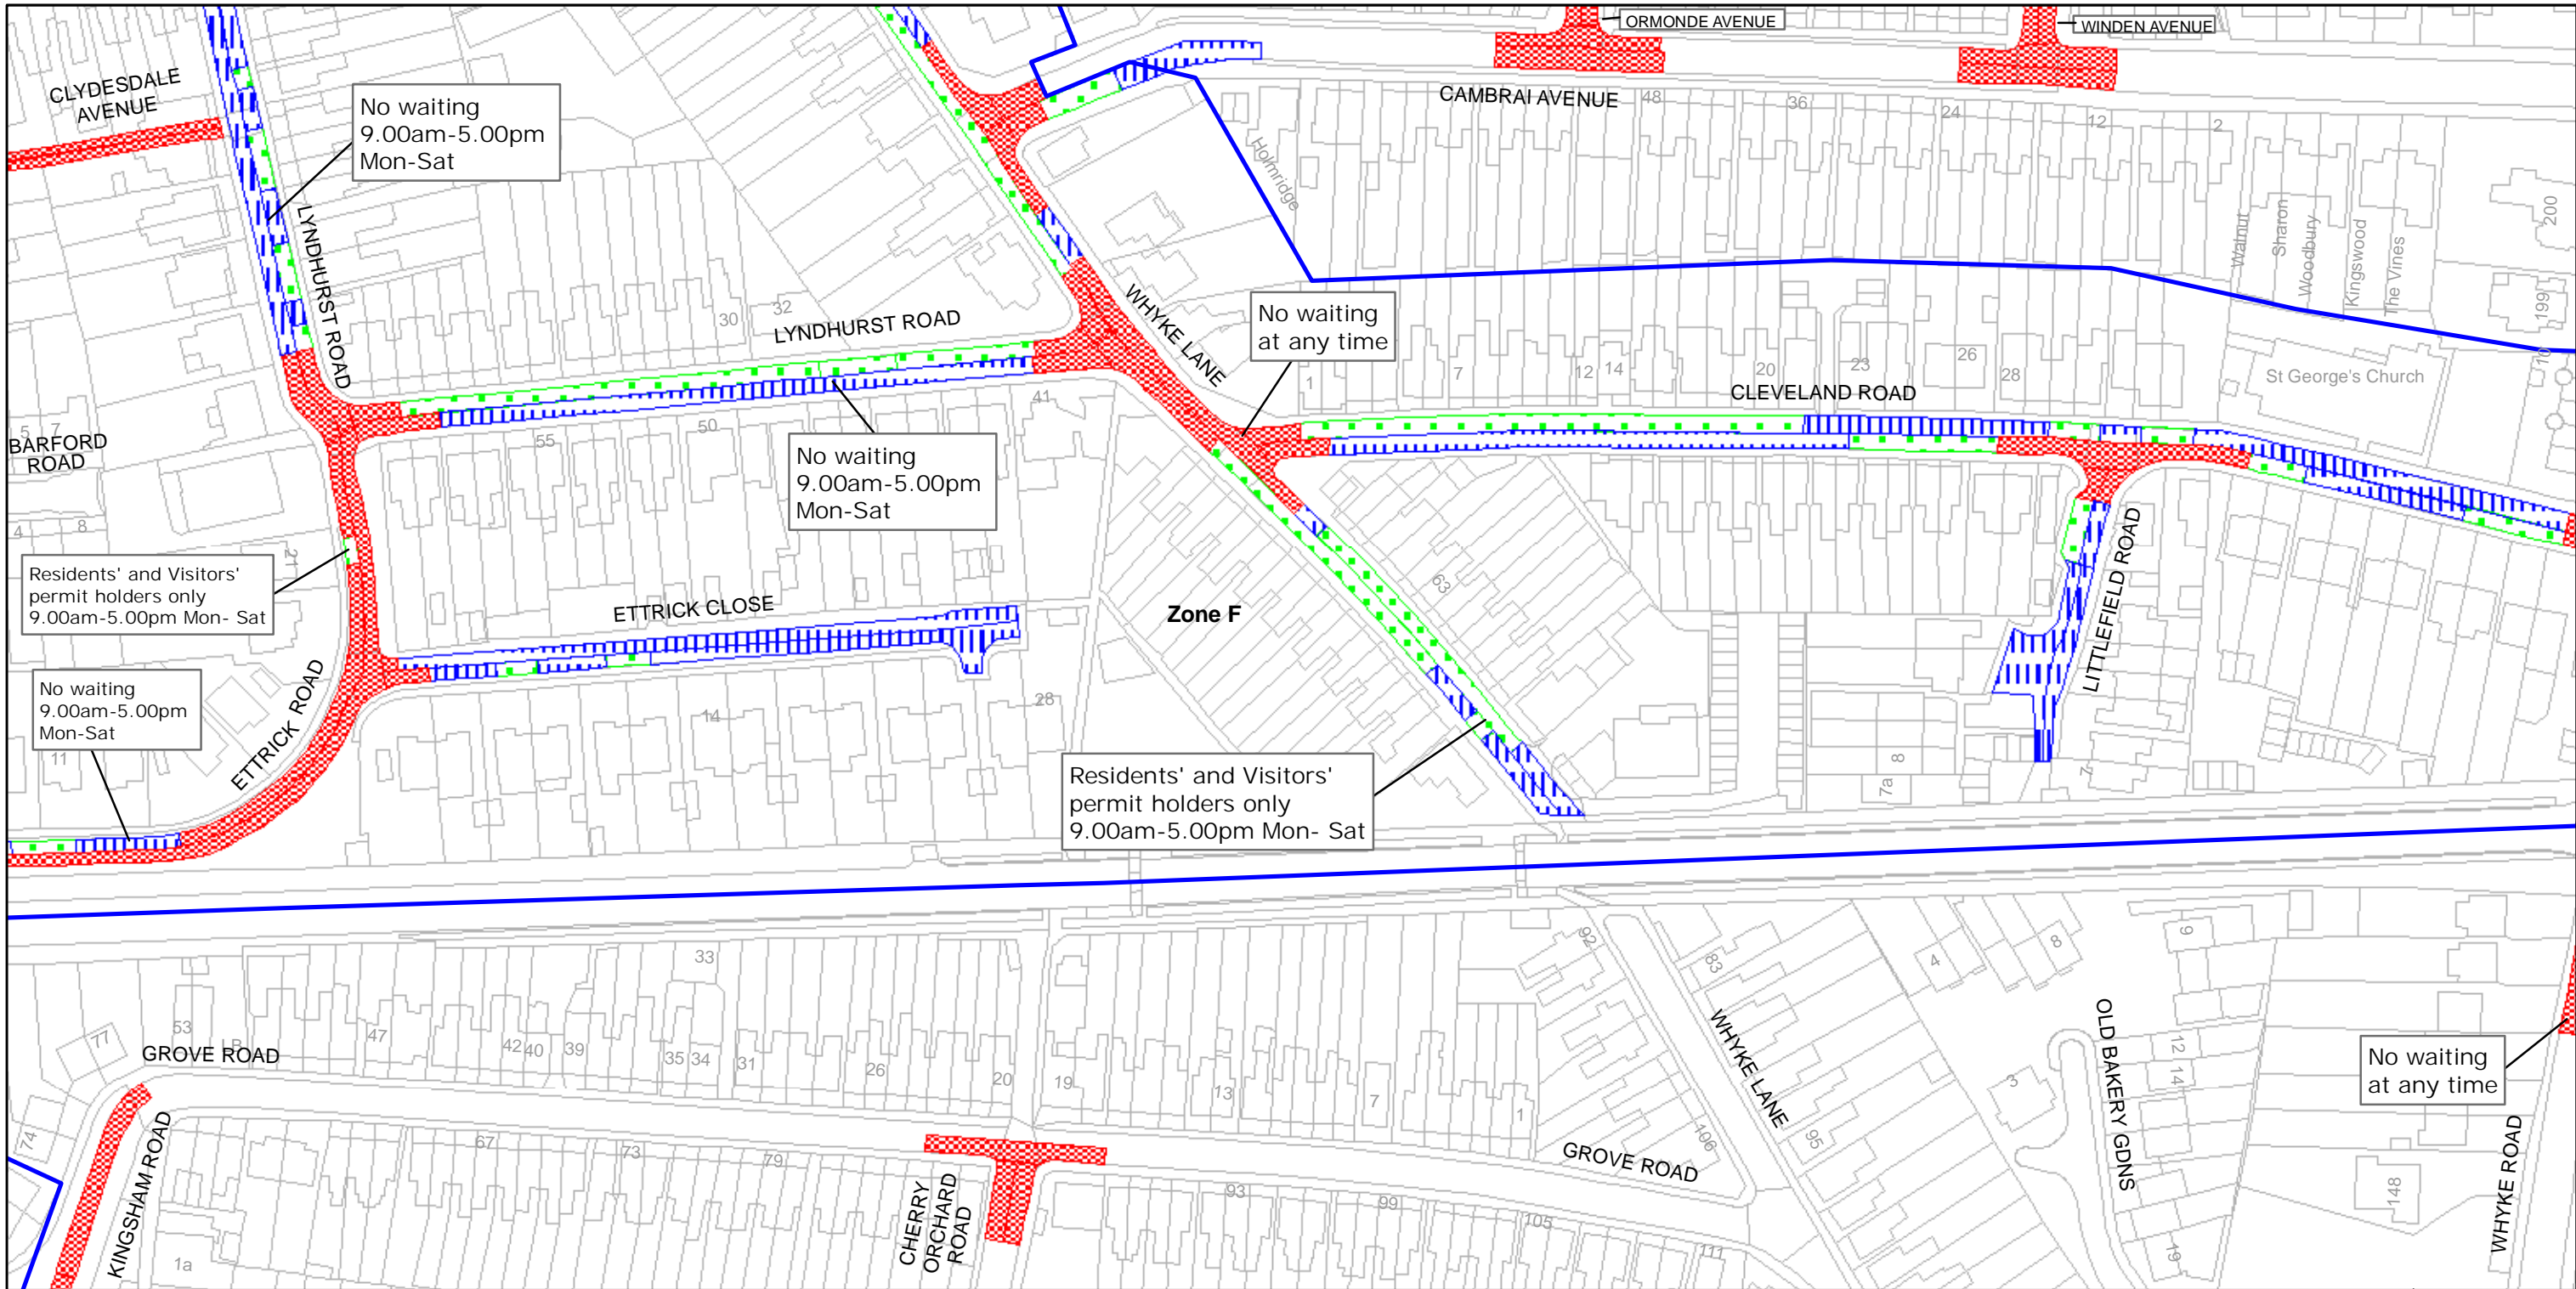 ORMONDE AVENUE
WINDEN AVENUE
CLYDESDALE
AVENUE
No waiting
9.00am-5.00pm
Mon-Sat
CAMBRAI AVENUE
48
36
24
12
2
Holmridge
Walnut
Sharon
Woodbury
Kingswood
The Vines
200
199
10
LYNDHURST ROAD
30
32
LYNDHURST ROAD
WHYKE LANE
No waiting
at any time
1
7
12
14
20
23
26
28
CLEVELAND ROAD
St George's Church
5
7
BARFORD
ROAD
4
8
55
50
41
No waiting
9.00am-5.00pm
Mon-Sat
21
Residents' and Visitors'
permit holders only
9.00am-5.00pm Mon- Sat
ETTRICK CLOSE
Zone F
63
LITTLEFIELD ROAD
No waiting
9.00am-5.00pm
Mon-Sat
11
ETTRICK ROAD
14
28
Residents' and Visitors'
permit holders only
9.00am-5.00pm Mon- Sat
8
7a
7
33
92
83
4
8
9
77
53
LB
GROVE ROAD
47
42
40
39
35
34
31
26
20
19
13
7
1
WHYKE LANE
OLD BAKERY GDNS
12
14
3
No waiting
at any time
74
KINGSHAM ROAD
67
73
79
CHERRY
ORCHARD
ROAD
93
99
105
111
GROVE ROAD
106
95
148
WHYKE ROAD
1a
19